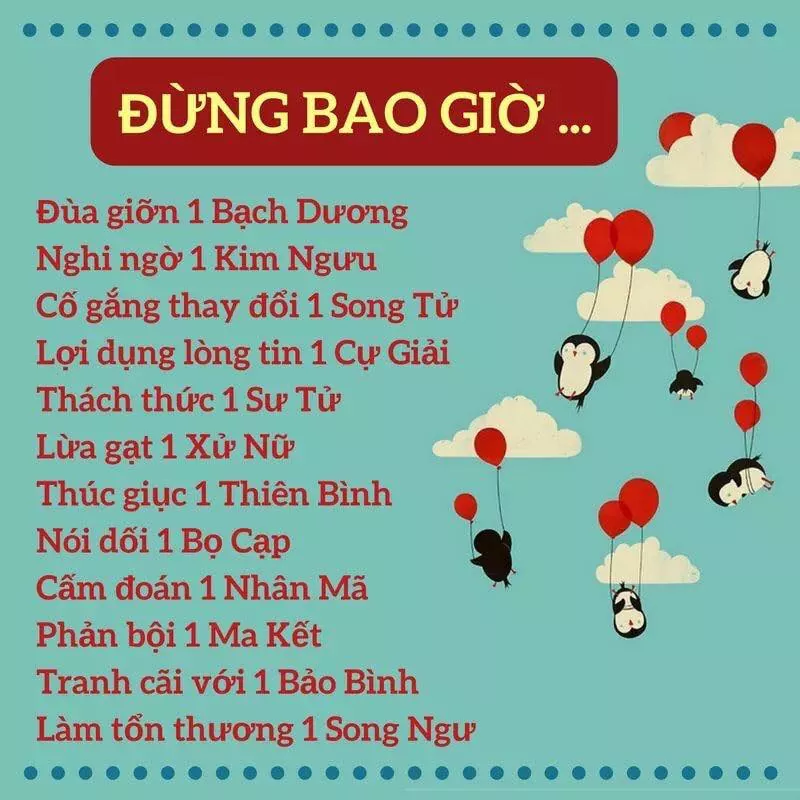 ĐỪNG BAO GIỜ ...
Đùa giỡn 1 Bạch Dương
Nghi ngờ 1 Kim Ngưu
Cố gắng thay đổi 1 Song Tử
Lợi dụng lòng tin 1 Cự Giải
Thách thức 1 Sư Tử
Lừa gạt 1 Xử Nữ
Thúc giục 1 Thiên Bình
Nói dối 1 Bọ Cạp
Cấm đoán 1 Nhân Mã
Phản bội 1 Ma Kết
Tranh cãi với 1 Bảo Bình
Làm tổn thương 1 Song Ngư